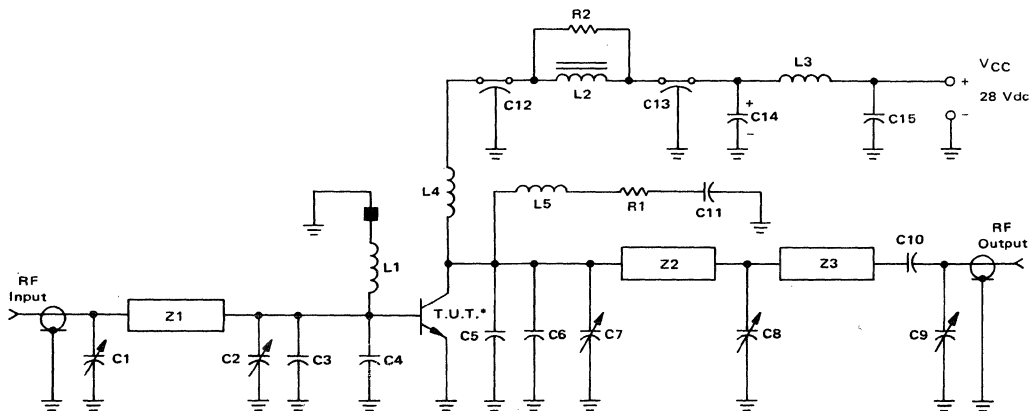 R2
L3
VCC
+
28 Vdc
-
C12
L2
C13
+
C14
-
C15
L4
L5
R1
C11
RF
Output
C10
L1
RF
Input
Z1
Z2
Z3
T.U.T.*
C1
C2
C3
C4
C5
C6
C7
C8
C9